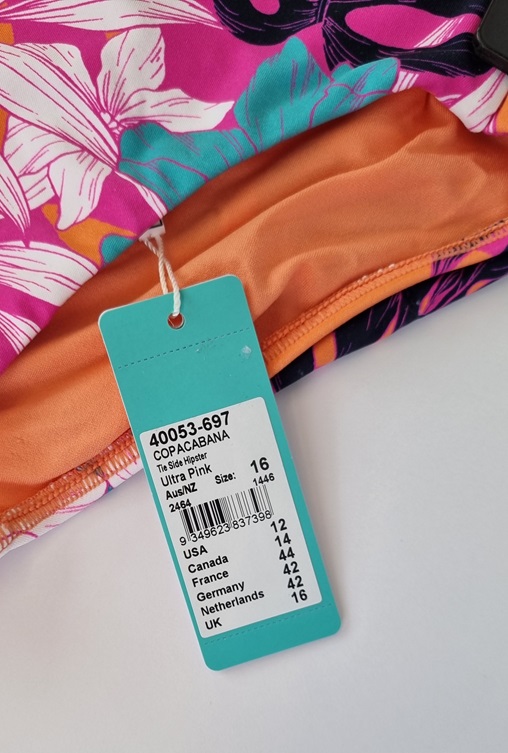 40053-697
COPACABANA
Tie Side Hipster
Ultra Pink
Aus/NZ Size: 16
2464 1446
9 349623 837398
USA 12
Canada 14
France 44
Germany 42
Netherlands 42
UK 16